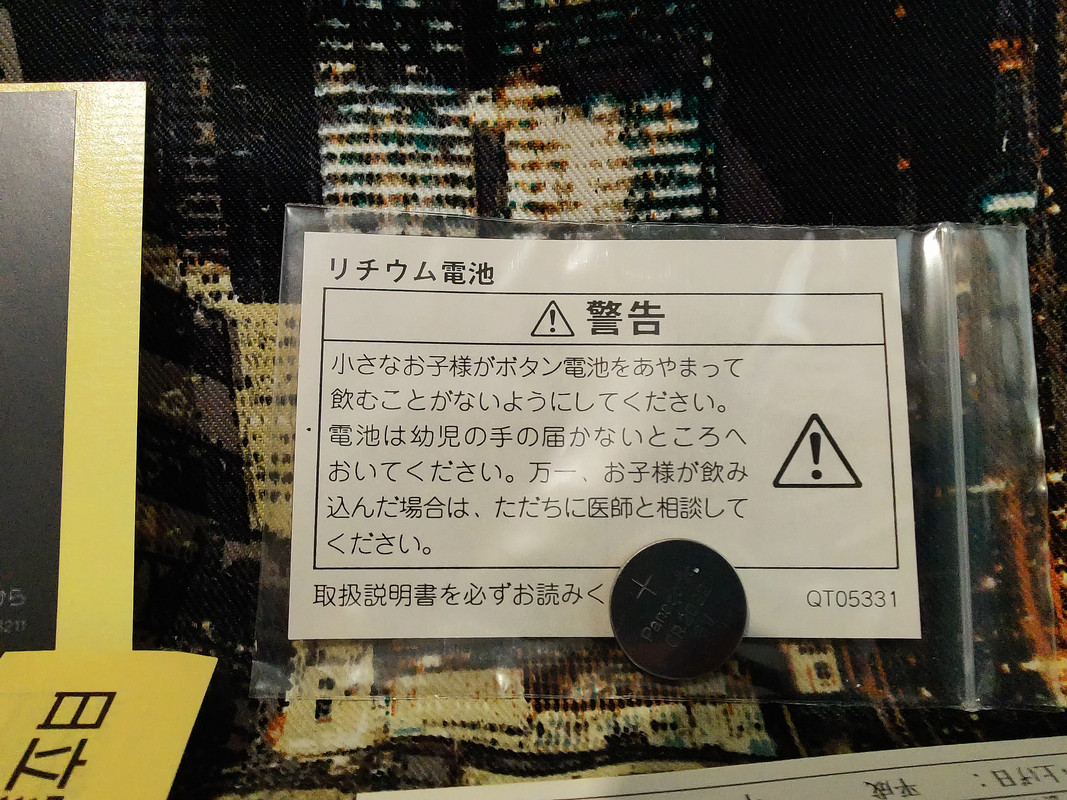 リチウム電池
警告
小さなお子様がボタン電池をあやまって
飲むことがないようにしてください。
電池は幼児の手の届かないところへ
おいてください。万一、お子様が飲み
込んだ場合は、ただちに医師と相談して
ください。
取扱説明書を必ずお読みく
QT05331